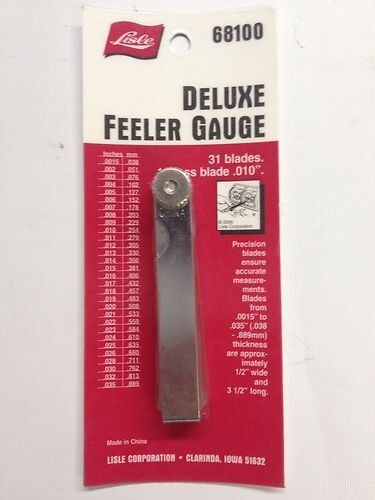 Lisle
68100
DELUXE
FEELER GAUGE
31 blades.
blade .010".
Inches mm
.0015 .038
.002 .051
.003 .076
.004 .102
.005 .127
.006 .152
.007 .178
.008 .203
.009 .229
.010 .254
.011 .279
.012 .305
.013 .330
.014 .356
.015 .381
.016 .406
.017 .432
.018 .457
.019 .483
.020 .508
.021 .533
.022 .559
.023 .584
.024 .610
.025 .635
.026 .660
.028 .711
.030 .762
.032 .813
.035 .889
CHINA
© 2006
Lisle Corporation
Precision
blades
ensure
accurate
measure-
ments.
Blades
from
.0015" to
.035" (.038
- .889mm)
thickness
are approx-
imately
1/2" wide
and
3 1/2" long.
Made in China
LISLE CORPORATION • CLARINDA, IOWA 51632